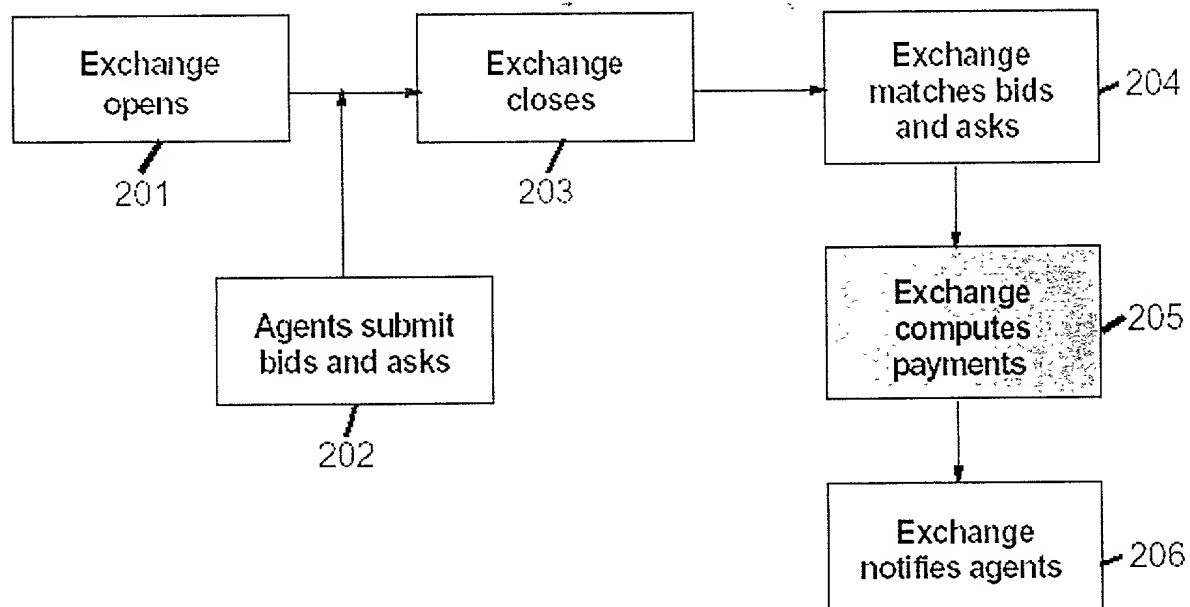 Exchange
opens
201
Exchange
closes
203
Exchange
matches bids
and asks
204
Agents submit
bids and asks
202
Exchange
computes
payments
205
Exchange
notifies agents
206